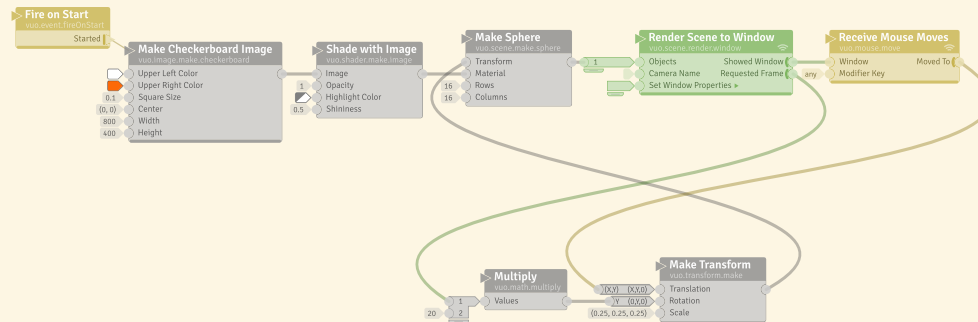 Fire on Start
vuo.event.fireOnStart
Started
Make Checkerboard Image
vuo.image.make.checkerboard
Upper Left Color
Upper Right Color
0.1 Square Size
(0, 0) Center
800 Width
400 Height
Shade with Image
vuo.shader.make.image
Image
1 Opacity
Highlight Color
0.5 Shininess
Make Sphere
vuo.scene.make.sphere
Transform
Material
16 Rows
16 Columns
Render Scene to Window
vuo.scene.render.window
1 Objects Showed Window
Camera Name Requested Frame
Set Window Properties
Receive Mouse Moves
vuo.mouse.move
Window Moved To
any Modifier Key
Multiply
vuo.math.multiply
1 Values
20 2
Make Transform
vuo.transform.make
(X,Y) (X,Y,0) Translation
Y (0,Y,0) Rotation
(0.25, 0.25, 0.25) Scale